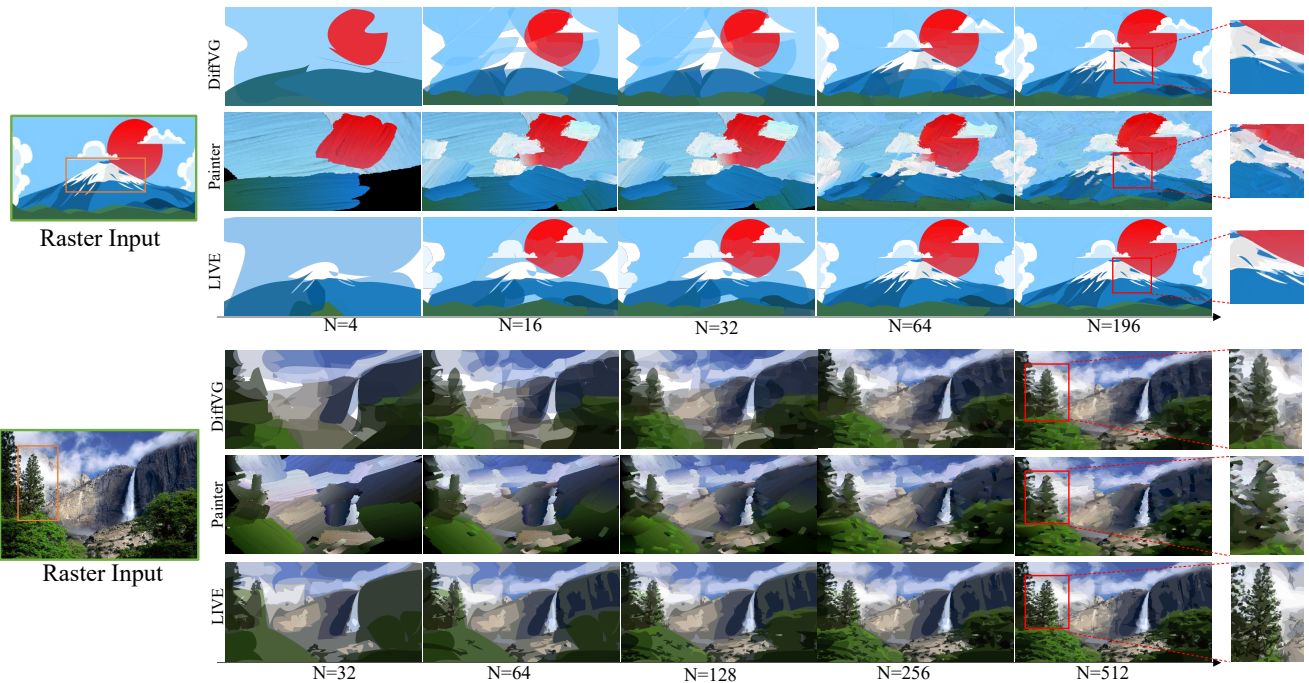 DiffVG
Painter
Raster Input
LIVE
N=4
N=16
N=32
N=64
N=196
DiffVG
Painter
Raster Input
LIVE
N=32
N=64
N=128
N=256
N=512